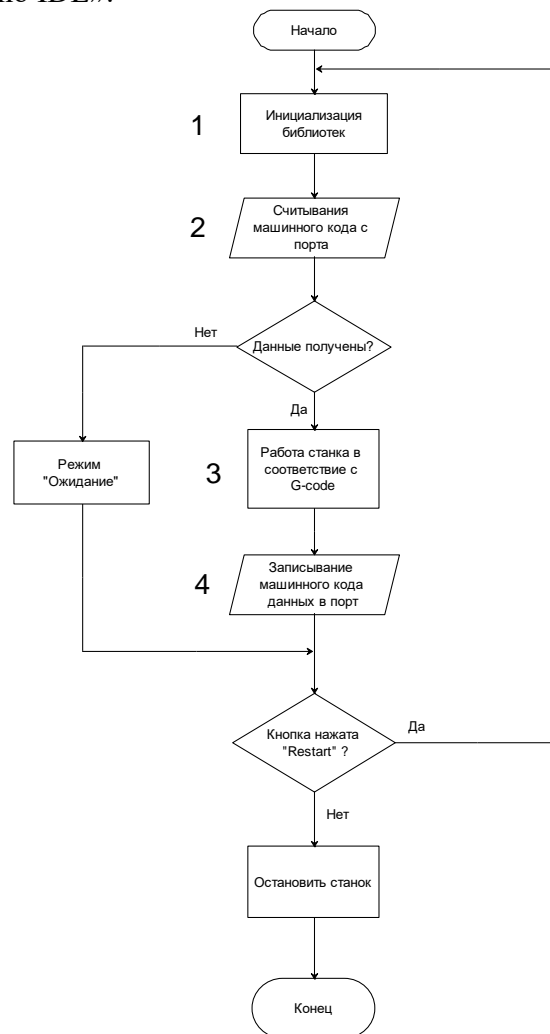 Начало
1
Инициализация
библиотек
2
Считывания
машинного кода с
порта
Нет
Данные получены?
Да
Режим
"Ожидание"
3
Работа станка в
соответствие с
G-code
4
Записывание
машинного кода
данных в порт
Кнопка нажата
"Restart" ?
Да
Нет
Остановить станок
Конец